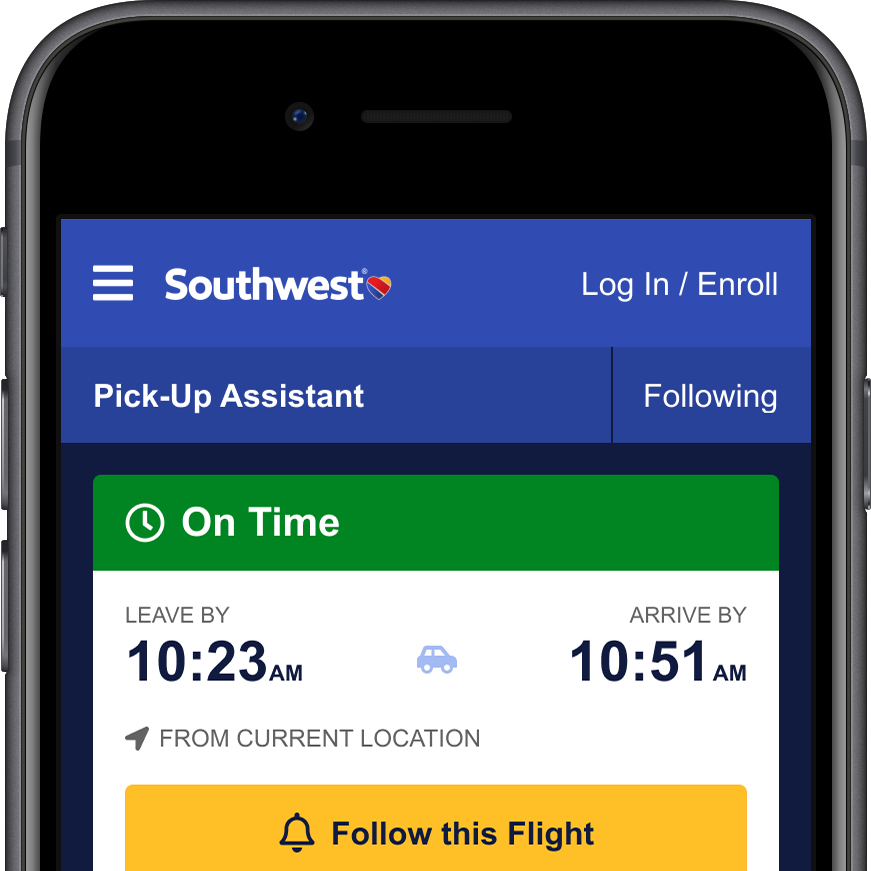 Southwest® Log In / Enroll
Pick-Up Assistant Following
On Time
LEAVE BY ARRIVE BY
10:23AM 10:51AM
FROM CURRENT LOCATION
Follow this Flight